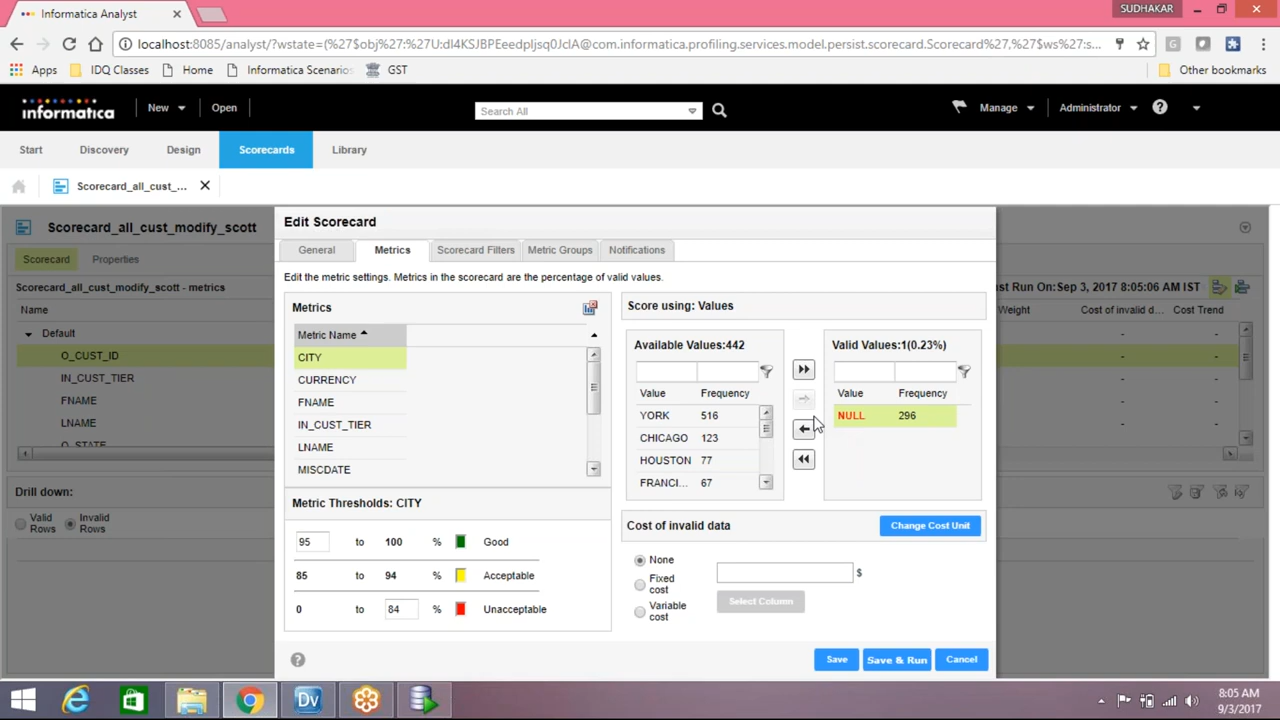 SUDHAKAR
Informatica Analyst
localhost:8085/analyst/?wstate=(%27$obj%27:%27U:dI4KSJBPEeedpljsq0JclA@com.informatica.profiling.services.model.persist.scorecard.Scorecard%27,%27$ws%27:s...
Apps IDQ Classes Home Informatica Scenarios GST Other bookmarks
informatica New Open Search All Manage Administrator ?
Start Discovery Design Scorecards Library
Scorecard_all_cust_...
Scorecard_all_cust_modify_scott
Edit Scorecard
General Metrics Scorecard Filters Metric Groups Notifications
Scorecard Properties
Edit the metric settings. Metrics in the scorecard are the percentage of valid values.
Scorecard_all_cust_modify_scott - metrics
st Run On:Sep 3, 2017 8:05:06 AM IST
Name
Weight Cost of invalid d... Cost Trend
Default
- -
O_CUST_ID
- -
IN_CUST_TIER
- -
FNAME
- -
LNAME
- -
O_STATE
Drill down:
Valid Rows
Invalid Rows
Metrics
Metric Name
CITY
CURRENCY
FNAME
IN_CUST_TIER
LNAME
MISCDATE
Score using: Values
Available Values:442
Value Frequency
YORK 516
CHICAGO 123
HOUSTON 77
FRANCI... 67
Valid Values:1(0.23%)
Value Frequency
NULL 296
Metric Thresholds: CITY
95 to 100 % Good
85 to 94 % Acceptable
0 to 84 % Unacceptable
Cost of invalid data
Change Cost Unit
None
Fixed cost
$
Variable cost
Select Column
?
Save Save & Run Cancel
Dv
8:05 AM
9/3/2017